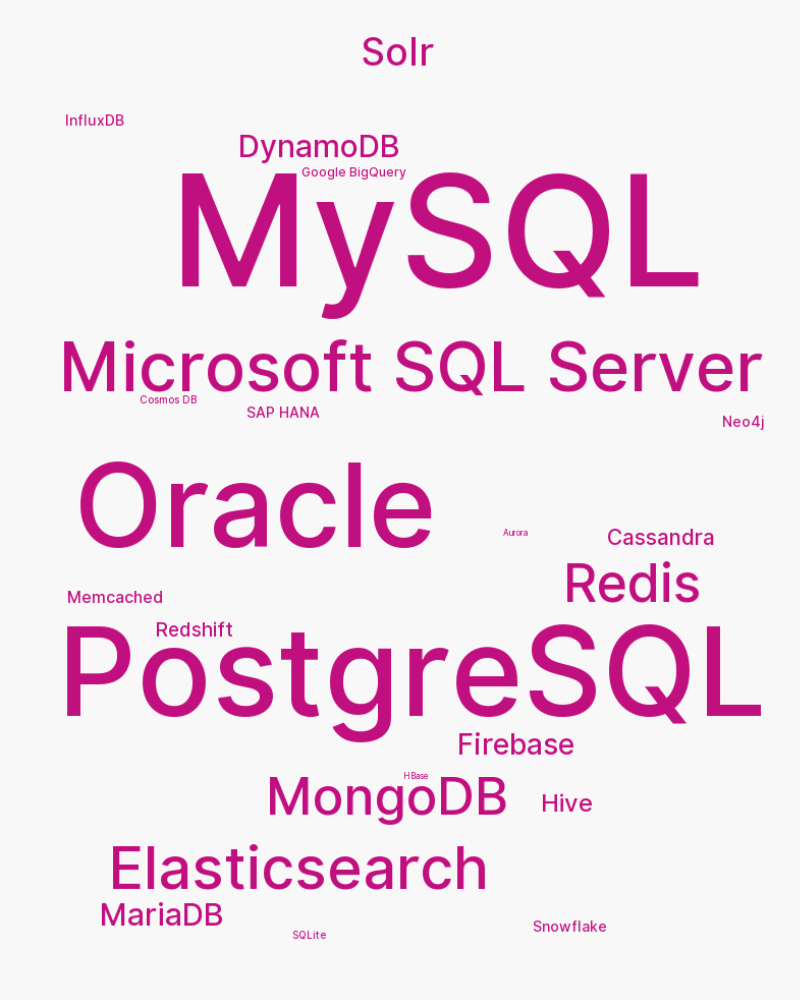 Solr
InfluxDB
DynamoDB
Google BigQuery
MySQL
Microsoft SQL Server
Cosmos DB
SAP HANA
Neo4j
Oracle
Aurora
Cassandra
Redis
Memcached
Redshift
PostgreSQL
Firebase
HBase
MongoDB
Hive
Elasticsearch
MariaDB
Snowflake
SQLite